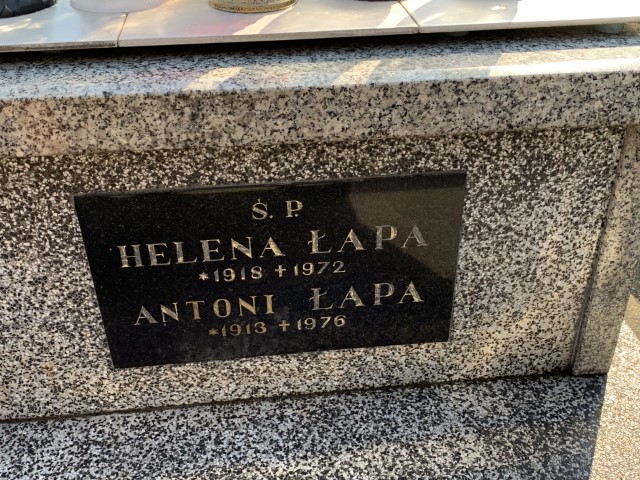 Ś. P.
HELENA ŁAPA
*1918 + 1972
ANTONI ŁAPA
*1913 + 1976